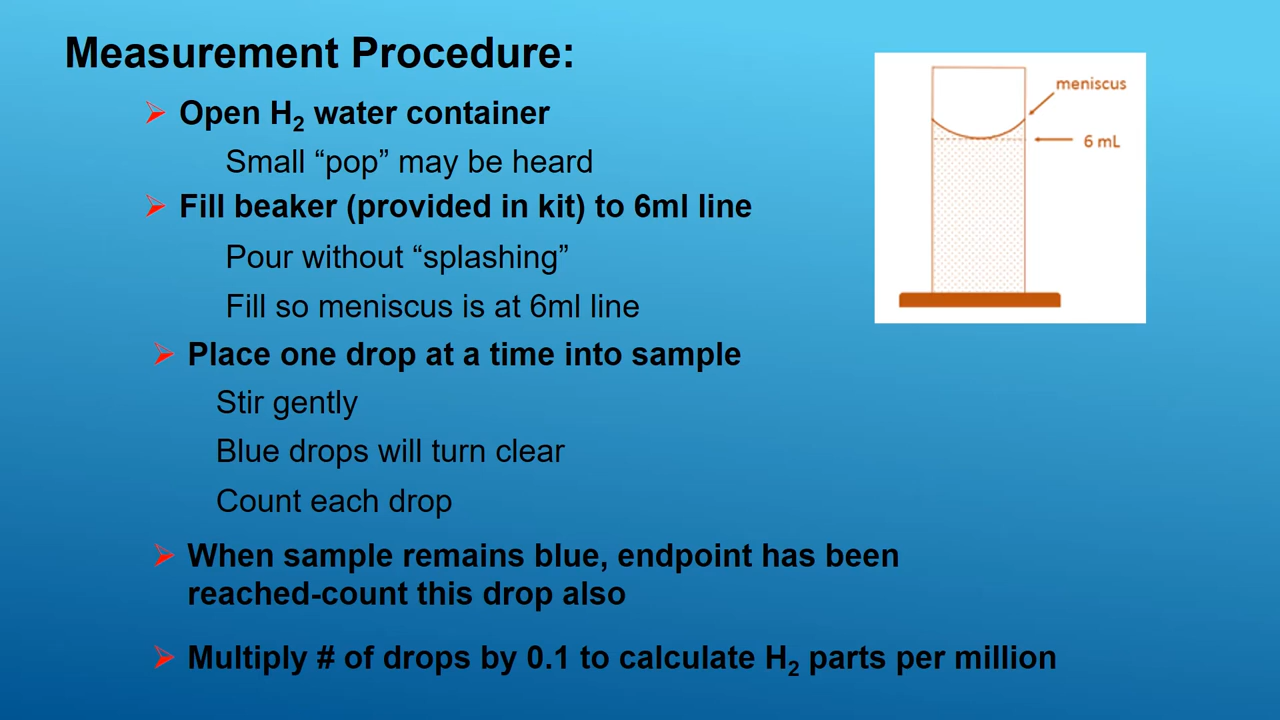 Measurement Procedure:
➢ Open H₂ water container
Small “pop” may be heard
➢ Fill beaker (provided in kit) to 6ml line
Pour without “splashing”
Fill so meniscus is at 6ml line
➢ Place one drop at a time into sample
Stir gently
Blue drops will turn clear
Count each drop
➢ When sample remains blue, endpoint has been
reached-count this drop also
➢ Multiply # of drops by 0.1 to calculate H₂ parts per million
meniscus
6 mL